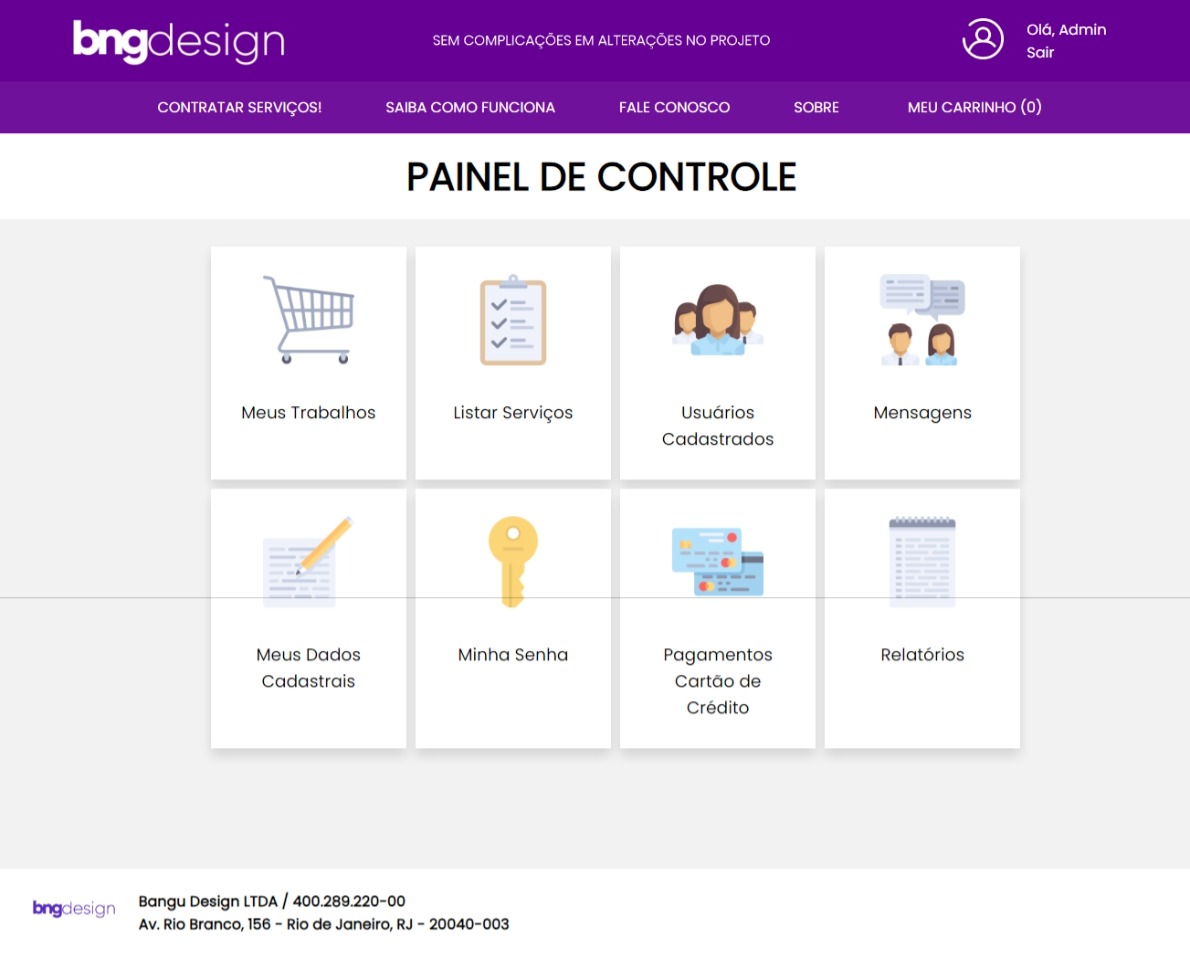 bngdesign
SEM COMPLICAÇÕES EM ALTERAÇÕES NO PROJETO
Olá, Admin
Sair
CONTRATAR SERVIÇOS!
SAIBA COMO FUNCIONA
FALE CONOSCO
SOBRE
MEU CARRINHO (0)
PAINEL DE CONTROLE
Meus Trabalhos
Listar Serviços
Usuários
Cadastrados
Mensagens
Meus Dados
Cadastrais
Minha Senha
Pagamentos
Cartão de
Crédito
Relatórios
bngdesign
Bangu Design LTDA / 400.289.220-00
Av. Rio Branco, 156 - Rio de Janeiro, RJ - 20040-003